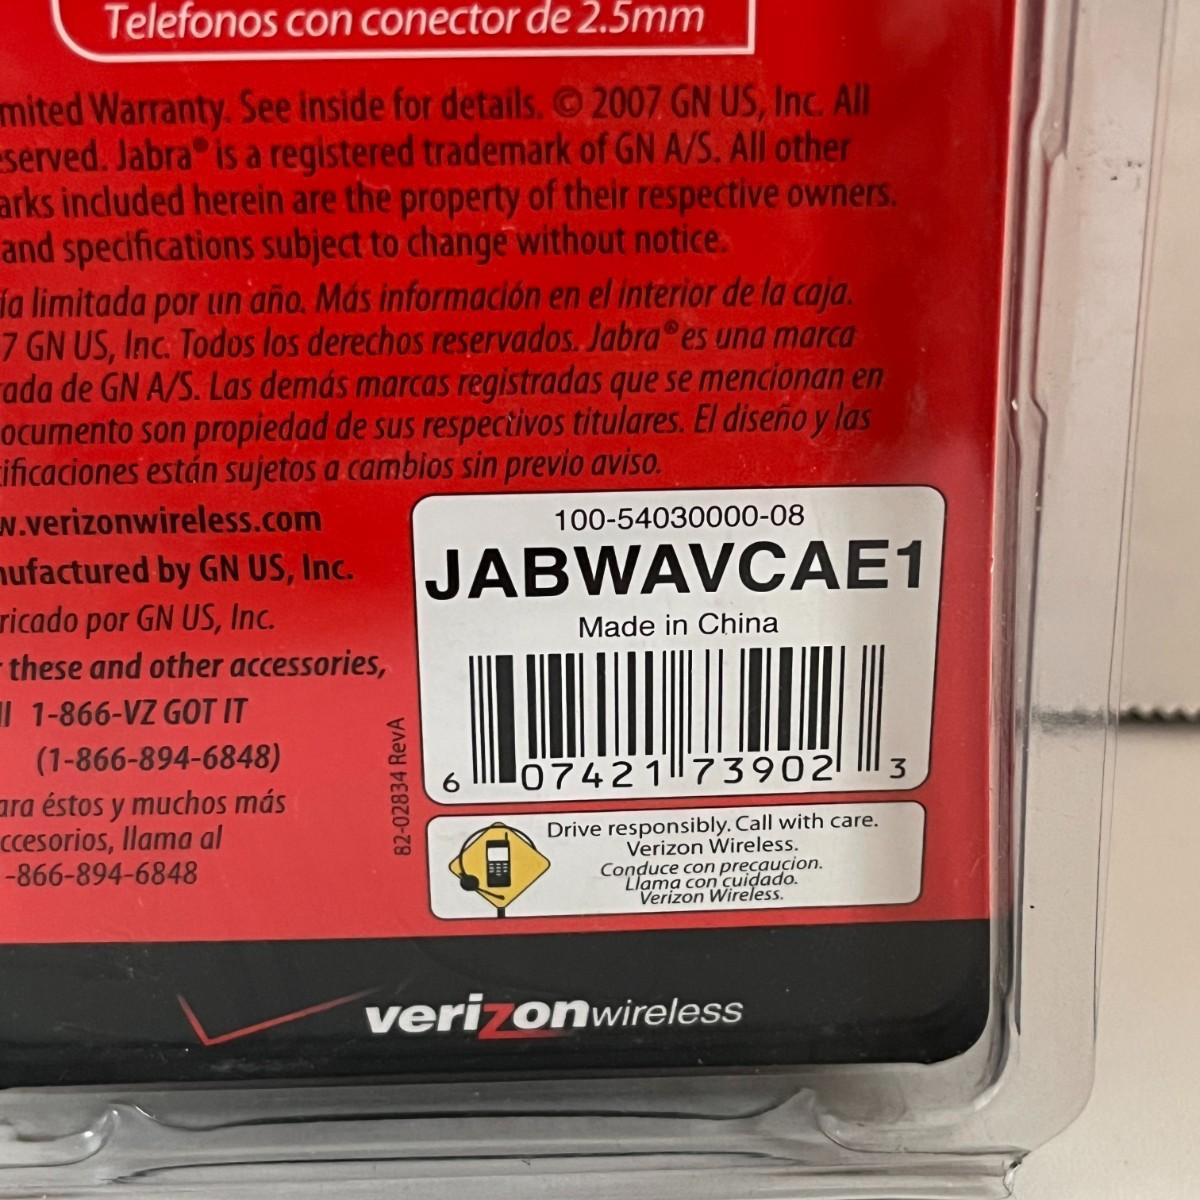 Telefonos con conector de 2.5mm
mited Warranty. See inside for details. © 2007 GN US, Inc. All
served. Jabra® is a registered trademark of GN A/S. All other
arks included herein are the property of their respective owners.
and specifications subject to change without notice.
ía limitada por un año. Más información en el interior de la caja.
7 GN US, Inc. Todos los derechos reservados. Jabra® es una marca
ada de GN A/S. Las demás marcas registradas que se mencionan en
ocumento son propiedad de sus respectivos titulares. El diseño y las
ificaciones están sujetos a cambios sin previo aviso.
w.verizonwireless.com
nufactured by GN US, Inc.
ricado por GN US, Inc.
r these and other accessories,
ll 1-866-VZ GOT IT
(1-866-894-6848)
ara éstos y muchos más
ccesorios, llama al
-866-894-6848
82-02834 RevA
100-54030000-08
JABWAVCAE1
Made in China
6 07421 73902 3
Drive responsibly. Call with care.
Verizon Wireless.
Conduce con precaucion.
Llama con cuidado.
Verizon Wireless.
verizonwireless